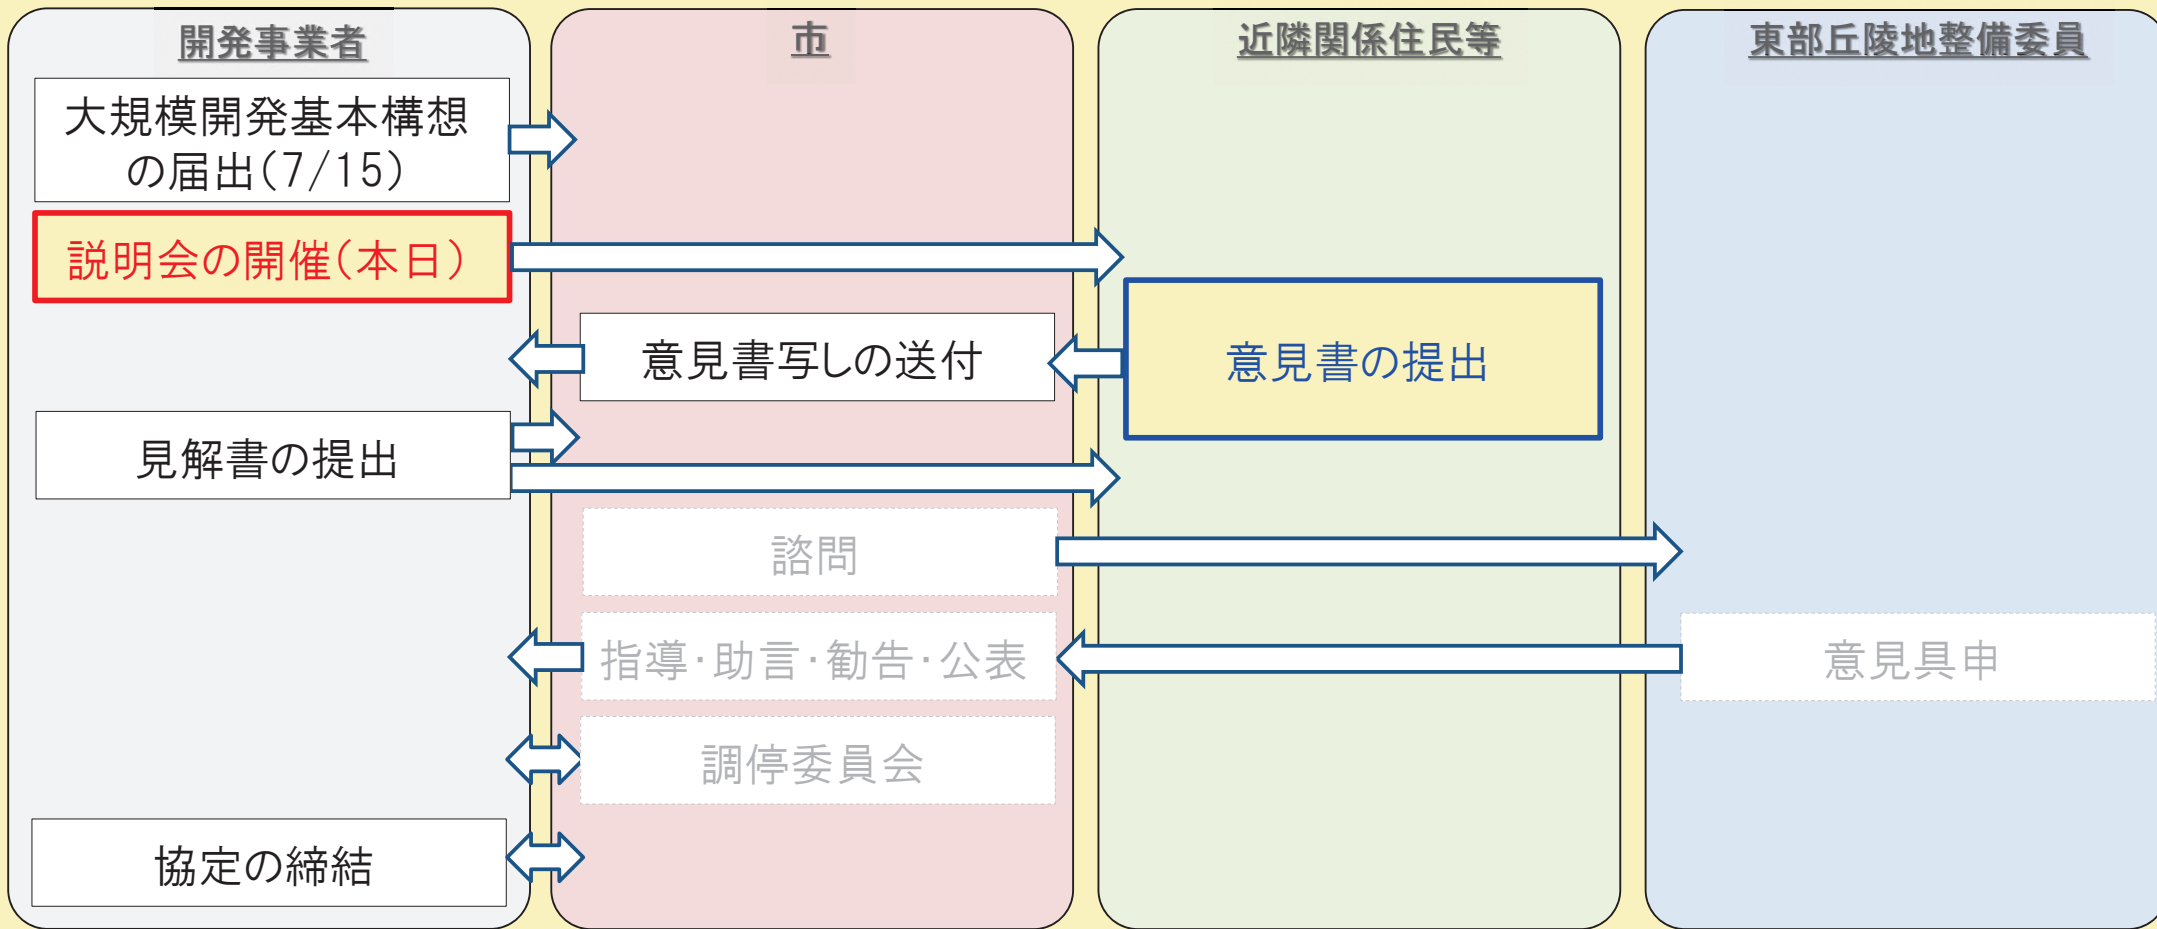 開発事業者
市
近隣関係住民等
東部丘陵地整備委員
大規模開発基本構想
の届出(7/15)
説明会の開催(本日)
意見書写しの送付
意見書の提出
見解書の提出
諮問
指導・助言・勧告・公表
意見具申
調停委員会
協定の締結